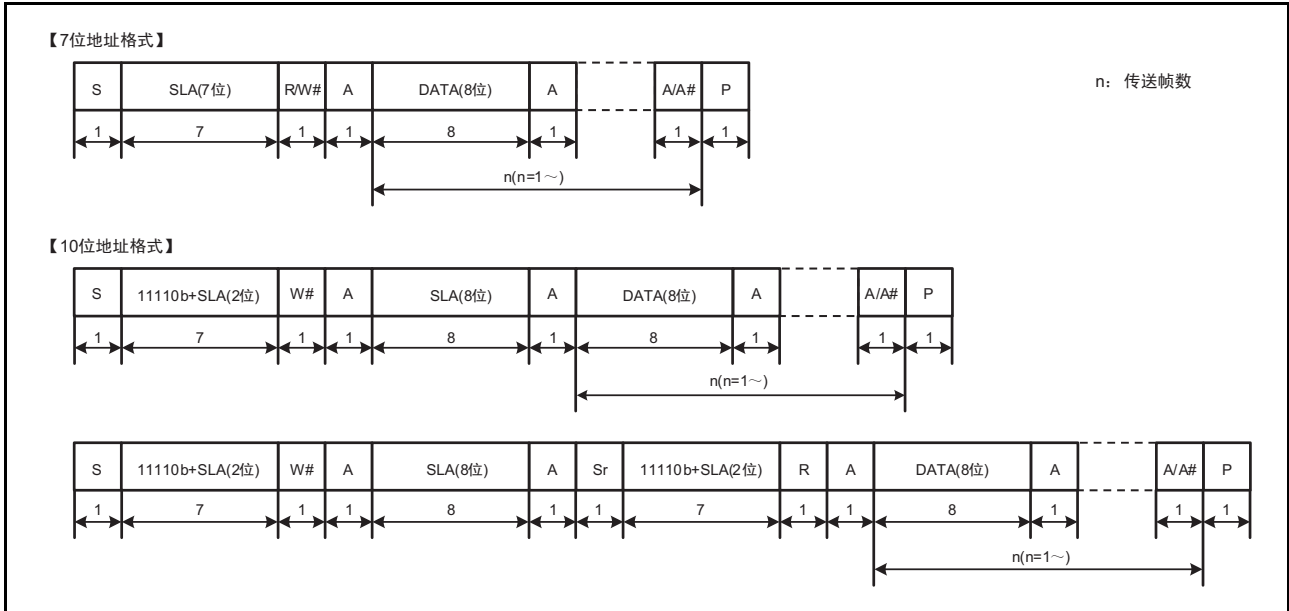 【7位地址格式】
S SLA(7位) R/W# A DATA(8位) A A/A# P
n：传送帧数
1 7 1 1 8 1 1 1
n(n=1～)
【10位地址格式】
S 11110b+SLA(2位) W# A SLA(8位) A DATA(8位) A A/A# P
1 7 1 1 8 1 8 1 1 1
n(n=1～)
S 11110b+SLA(2位) W# A SLA(8位) A Sr 11110b+SLA(2位) R A DATA(8位) A A/A# P
1 7 1 1 8 1 1 7 1 1 8 1 1 1
n(n=1～)